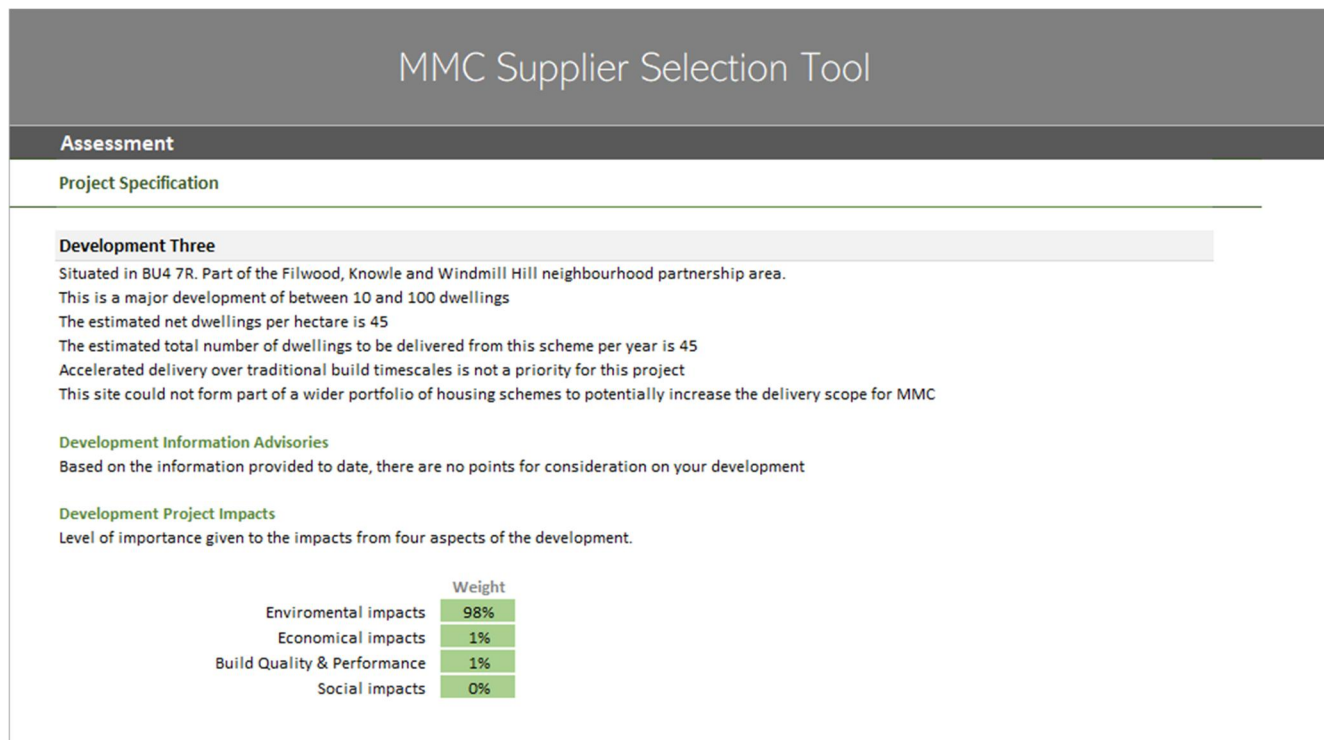 MMC Supplier Selection Tool
Assessment
Project Specification
Development Three
Situated in BU4 7R. Part of the Filwood, Knowle and Windmill Hill neighbourhood partnership area.
This is a major development of between 10 and 100 dwellings
The estimated net dwellings per hectare is 45
The estimated total number of dwellings to be delivered from this scheme per year is 45
Accelerated delivery over traditional build timescales is not a priority for this project
This site could not form part of a wider portfolio of housing schemes to potentially increase the delivery scope for MMC
Development Information Advisories
Based on the information provided to date, there are no points for consideration on your development
Development Project Impacts
Level of importance given to the impacts from four aspects of the development.
Weight
Enviromental impacts 98%
Economical impacts 1%
Build Quality & Performance 1%
Social impacts 0%